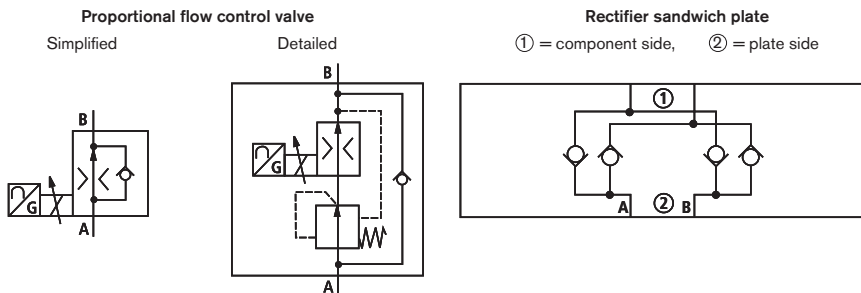 Proportional flow control valve
Simplified
Detailed
B
G
A
B
G
A
Rectifier sandwich plate
① = component side, ② = plate side
①
A ② B